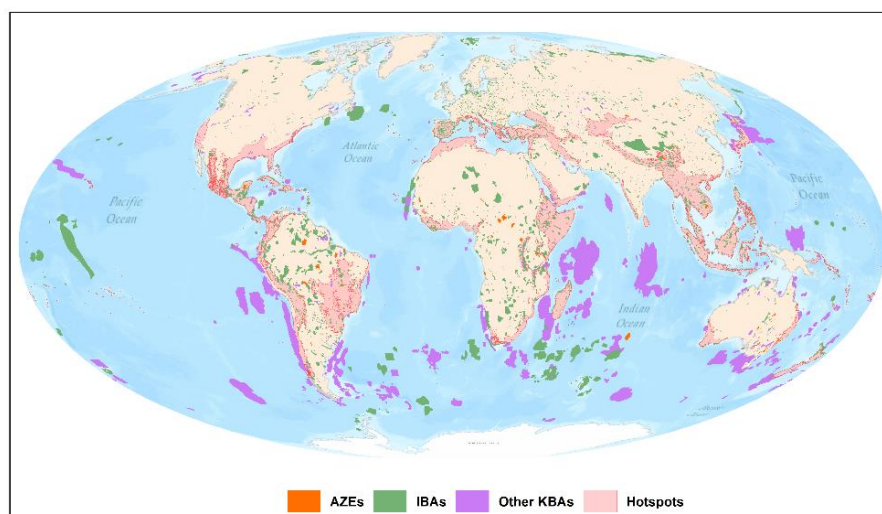 Atlantic
Ocean
Pacific
Ocean
Pacific
Ocean
Indian
Ocean
AZEs IBAs Other KBAs Hotspots